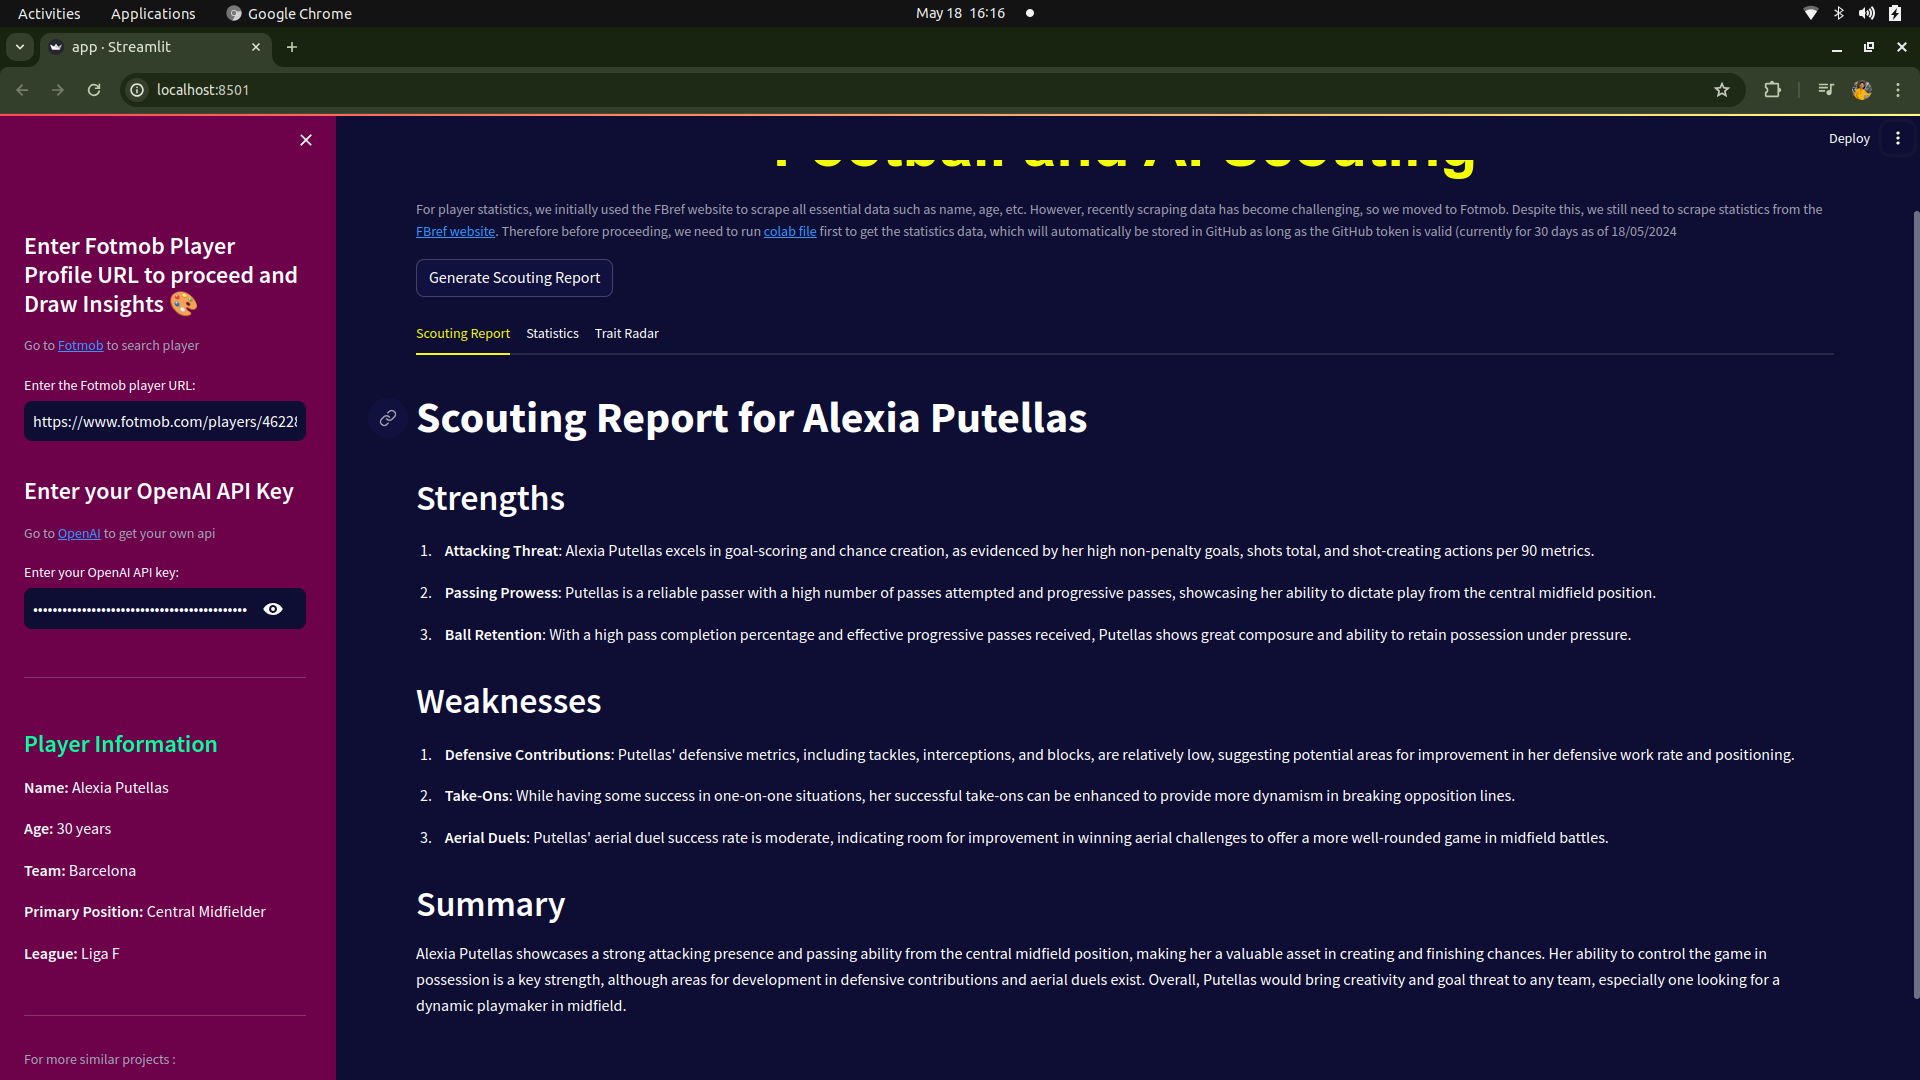 Activities Applications Google Chrome May 18 16:16
app · Streamlit
localhost:8501
Deploy
Football and AI Scouting
For player statistics, we initially used the FBref website to scrape all essential data such as name, age, etc. However, recently scraping data has become challenging, so we moved to Fotmob. Despite this, we still need to scrape statistics from the
FBref website. Therefore before proceeding, we need to run colab file first to get the statistics data, which will automatically be stored in GitHub as long as the GitHub token is valid (currently for 30 days as of 18/05/2024
Generate Scouting Report
Scouting Report Statistics Trait Radar
Scouting Report for Alexia Putellas
Strengths
1. Attacking Threat: Alexia Putellas excels in goal-scoring and chance creation, as evidenced by her high non-penalty goals, shots total, and shot-creating actions per 90 metrics.
2. Passing Prowess: Putellas is a reliable passer with a high number of passes attempted and progressive passes, showcasing her ability to dictate play from the central midfield position.
3. Ball Retention: With a high pass completion percentage and effective progressive passes received, Putellas shows great composure and ability to retain possession under pressure.
Weaknesses
1. Defensive Contributions: Putellas' defensive metrics, including tackles, interceptions, and blocks, are relatively low, suggesting potential areas for improvement in her defensive work rate and positioning.
2. Take-Ons: While having some success in one-on-one situations, her successful take-ons can be enhanced to provide more dynamism in breaking opposition lines.
3. Aerial Duels: Putellas' aerial duel success rate is moderate, indicating room for improvement in winning aerial challenges to offer a more well-rounded game in midfield battles.
Summary
Alexia Putellas showcases a strong attacking presence and passing ability from the central midfield position, making her a valuable asset in creating and finishing chances. Her ability to control the game in
possession is a key strength, although areas for development in defensive contributions and aerial duels exist. Overall, Putellas would bring creativity and goal threat to any team, especially one looking for a
dynamic playmaker in midfield.
Enter Fotmob Player
Profile URL to proceed and
Draw Insights 🎨
Go to Fotmob to search player
Enter the Fotmob player URL:
https://www.fotmob.com/players/46228
Enter your OpenAI API Key
Go to OpenAI to get your own api
Enter your OpenAI API key:
Player Information
Name: Alexia Putellas
Age: 30 years
Team: Barcelona
Primary Position: Central Midfielder
League: Liga F
For more similar projects :